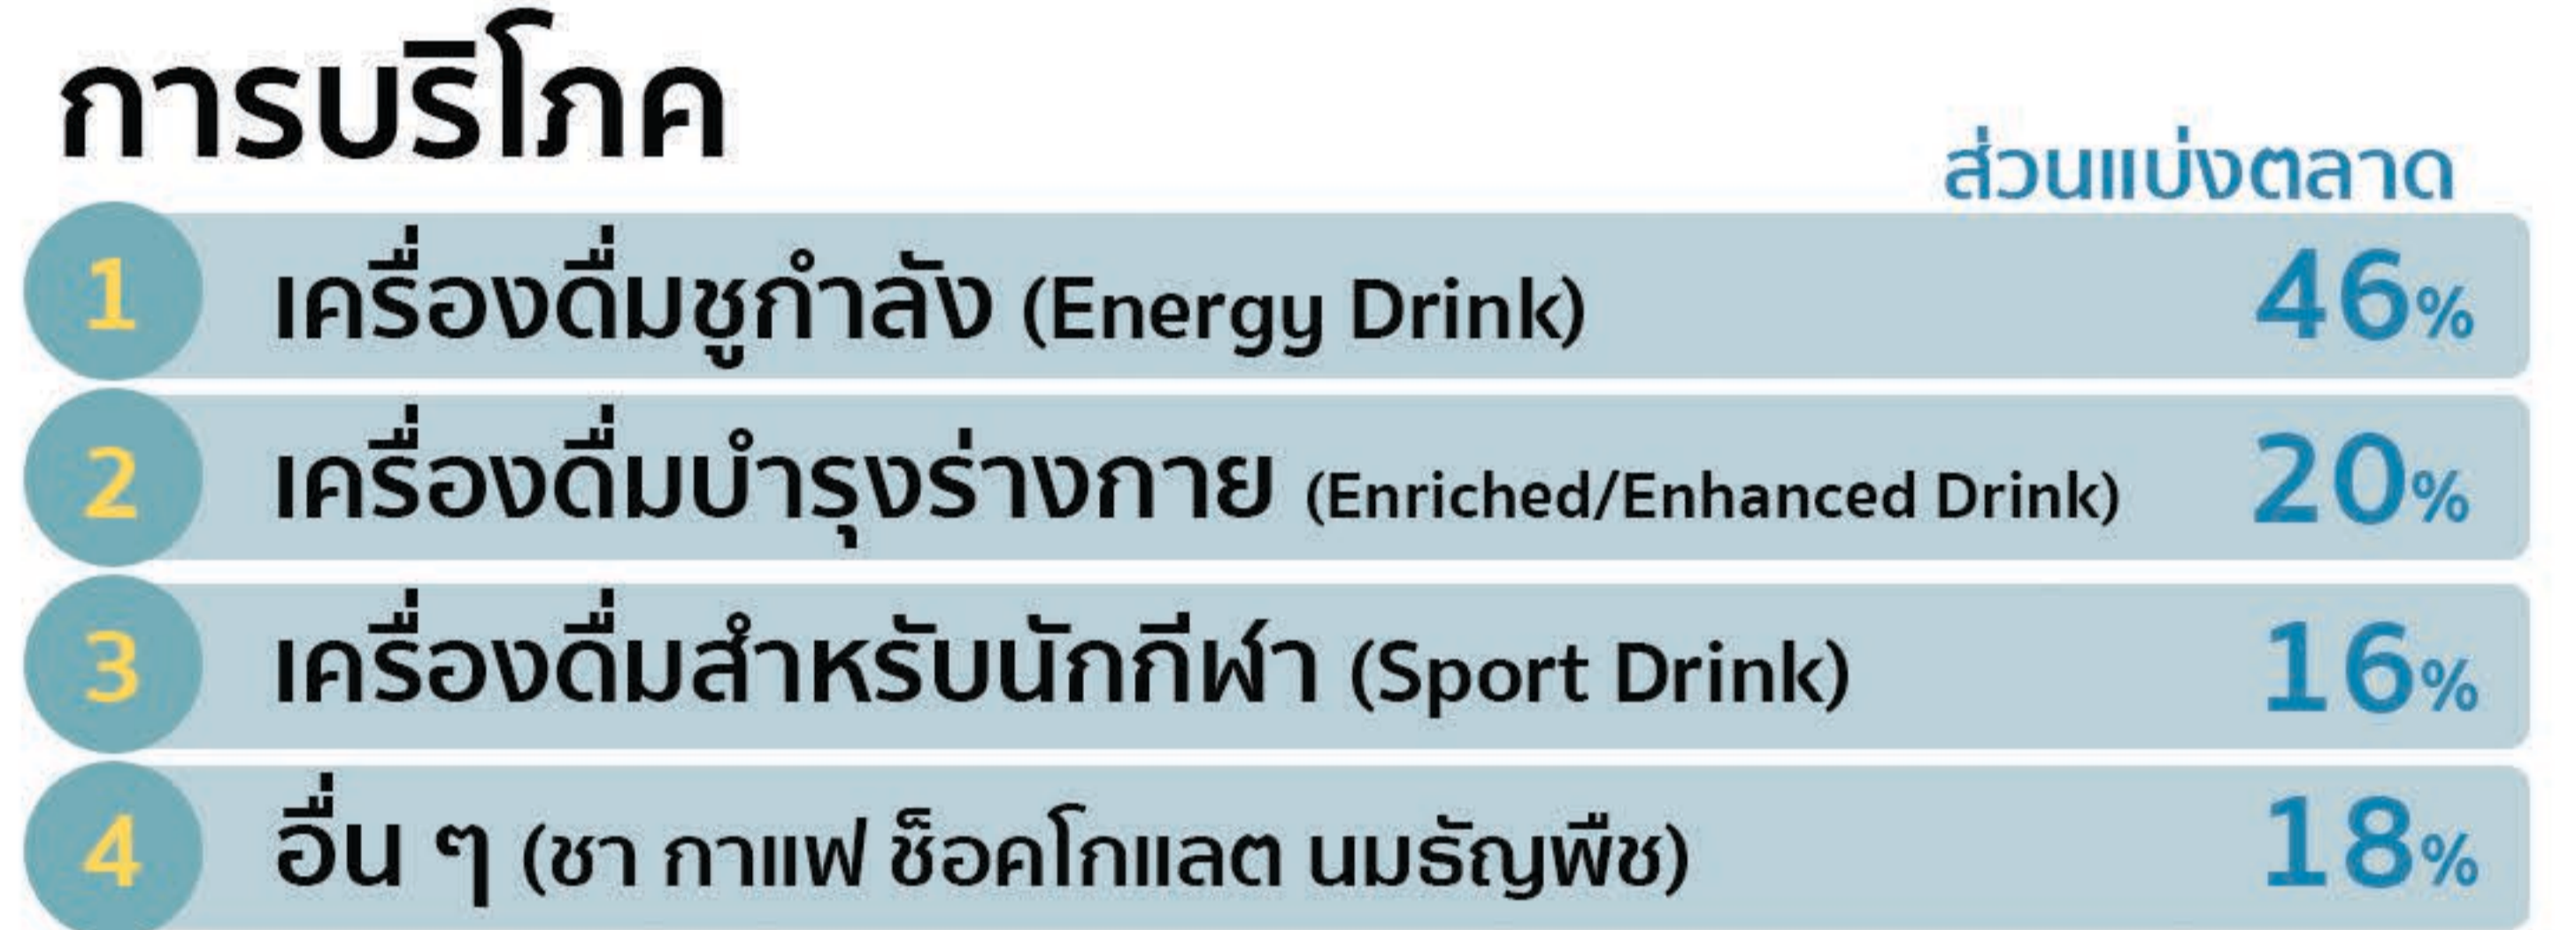 การบริโภค
ส่วนแบ่งตลาด
1 เครื่องดื่มชูกำลัง (Energy Drink) 46%
2 เครื่องดื่มบำรุงร่างกาย (Enriched/Enhanced Drink) 20%
3 เครื่องดื่มสำหรับนักกีฬา (Sport Drink) 16%
4 อื่น ๆ (ชา กาแฟ ช็อคโกแลต นมธัญพืช) 18%